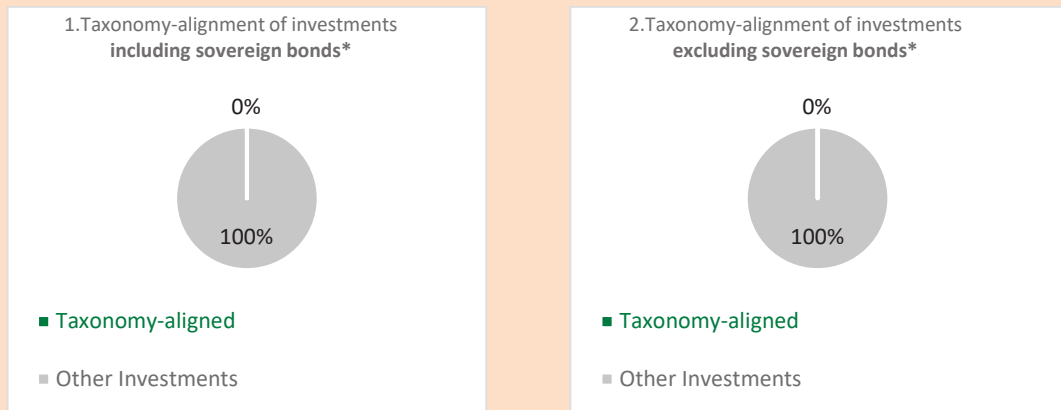 1.Taxonomy-alignment of investments
including sovereign bonds*
0%
100%
Taxonomy-aligned
Other Investments
2.Taxonomy-alignment of investments
excluding sovereign bonds*
0%
100%
Taxonomy-aligned
Other Investments